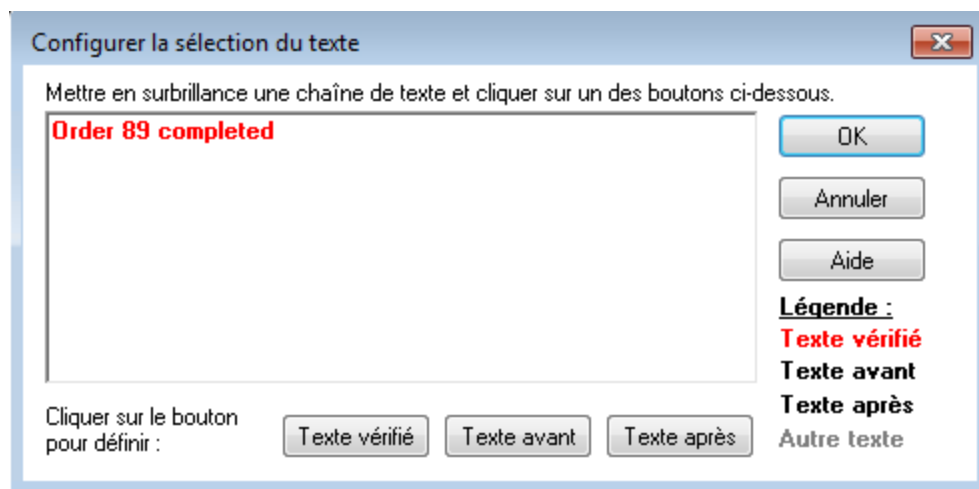 Configurer la sélection du texte
Mettre en surbrillance une chaîne de texte et cliquer sur un des boutons ci-dessous.
Order 89 completed
OK
Annuler
Aide
Légende :
Texte vérifié
Texte avant
Texte après
Autre texte
Cliquer sur le bouton
pour définir :
Texte vérifié
Texte avant
Texte après